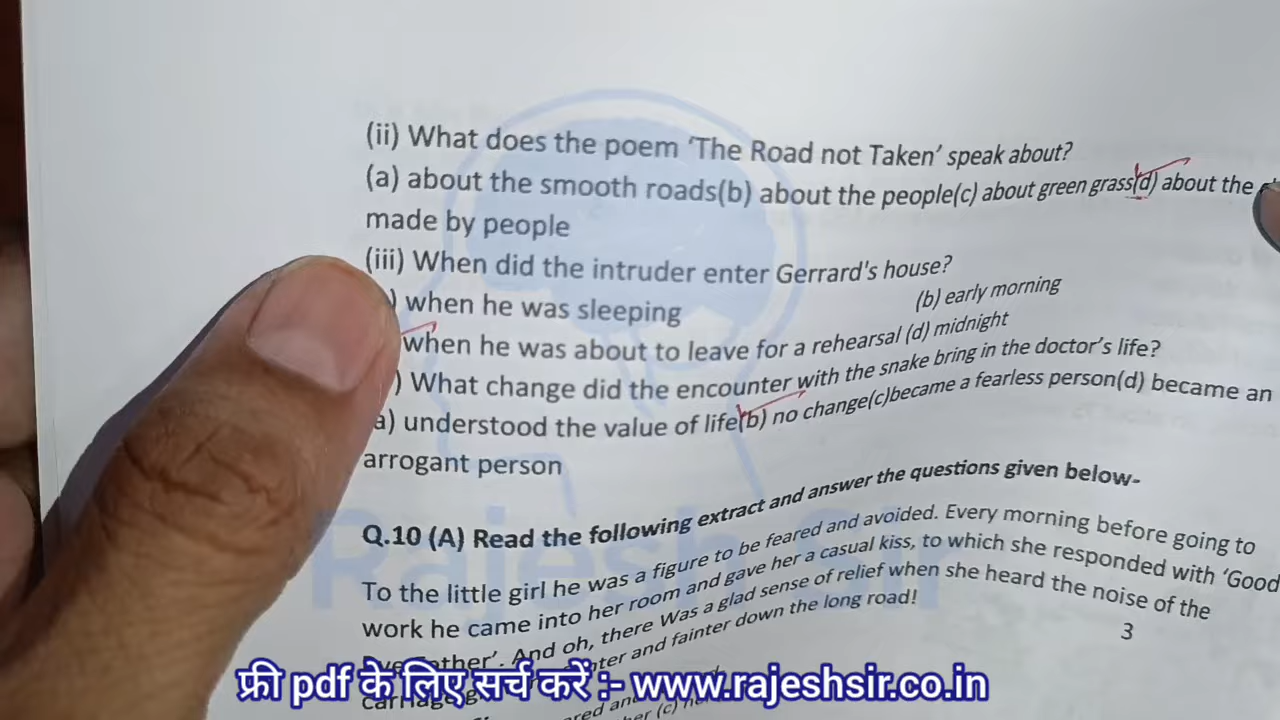 (ii) What does the poem ‘The Road not Taken’ speak about?
(a) about the smooth roads(b) about the people(c) about green grass(d) about the
made by people
(iii) When did the intruder enter Gerrard's house?
) when he was sleeping (b) early morning
when he was about to leave for a rehearsal (d) midnight
) What change did the encounter with the snake bring in the doctor’s life?
a) understood the value of life(b) no change(c)became a fearless person(d) became an
arrogant person
Q.10 (A) Read the following extract and answer the questions given below-
To the little girl he was a figure to be feared and avoided. Every morning before going to
work he came into her room and gave her a casual kiss, to which she responded with ‘Good
father’. And oh, there Was a glad sense of relief when she heard the noise of the
fainter down the long road!
3
Rajesh Sir
फ्री pdf के लिए सर्च करें :- www.rajeshsir.co.in